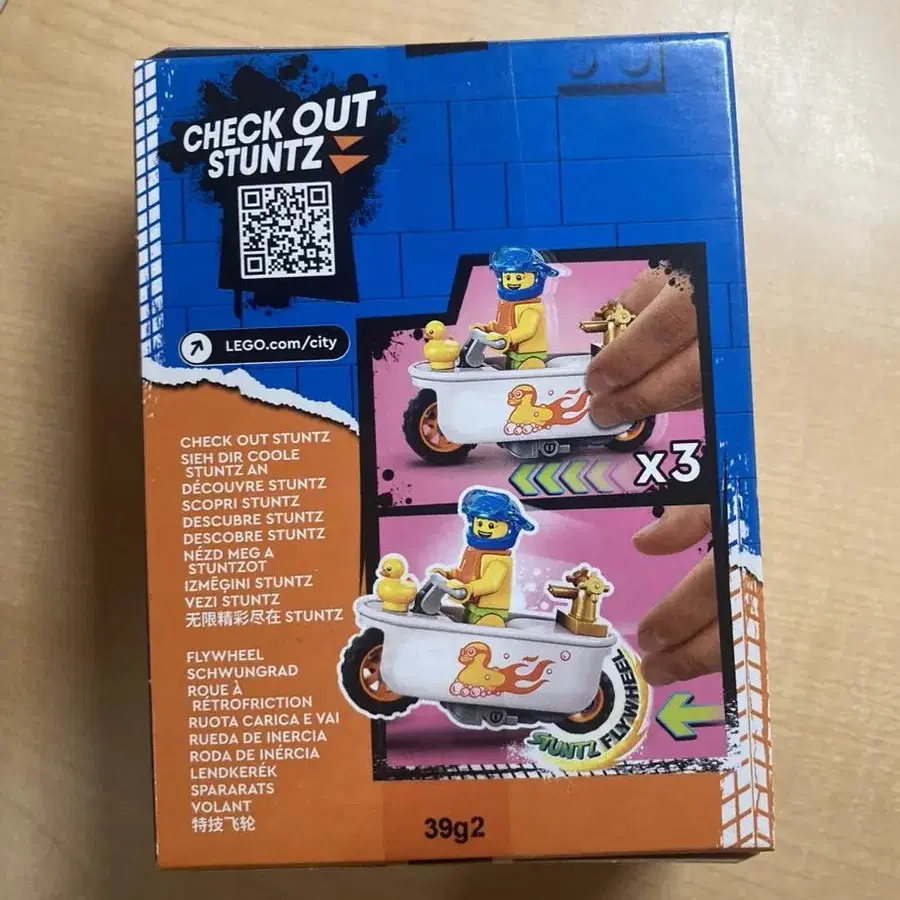 CHECK OUT
STUNTZ
LEGO.com/city
CHECK OUT STUNTZ
SIEH DIR COOLE
STUNTZ AN
DÉCOUVRE STUNTZ
SCOPRI STUNTZ
DESCUBRE STUNTZ
DESCOBRE STUNTZ
NÉZD MEG A
STUNTZOT
IZMĒĢINI STUNTZ
VEZI STUNTZ
无限精彩尽在 STUNTZ
FLYWHEEL
SCHWUNGRAD
ROUE À
RÉTROFRICTION
RUOTA CARICA E VAI
RUEDA DE INERCIA
RODA DE INÉRCIA
LENDKERÉK
SPARARATS
VOLANT
特技飞轮
x3
STUNTZ FLYWHEEL
39g2